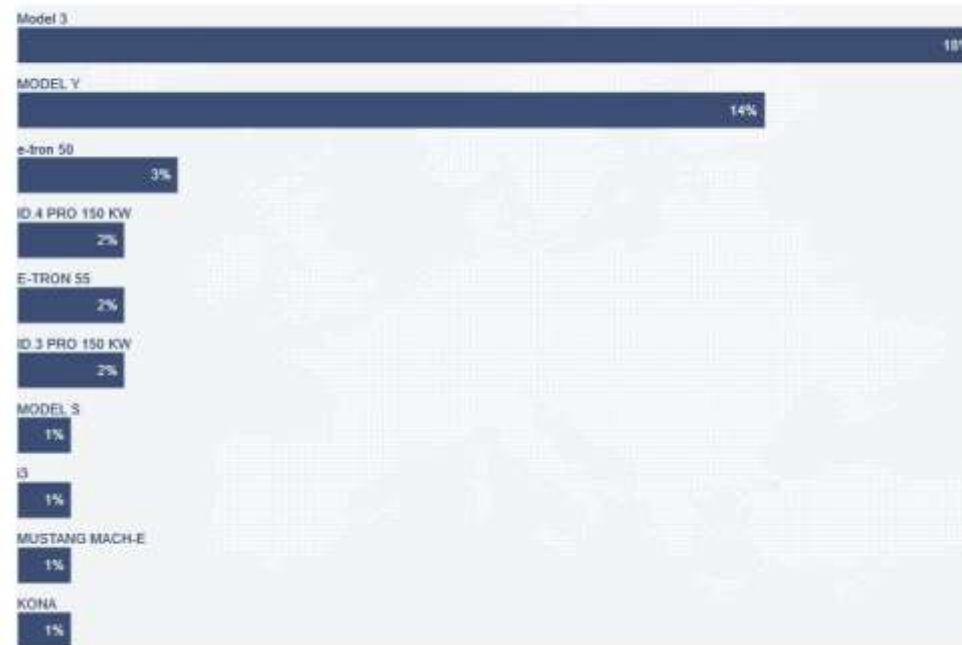 Model 3
18%
MODEL Y
14%
e-tron 50
3%
ID.4 PRO 150 KW
2%
E-TRON 55
2%
ID.3 PRO 150 KW
2%
MODEL S
1%
i3
1%
MUSTANG MACH-E
1%
KONA
1%